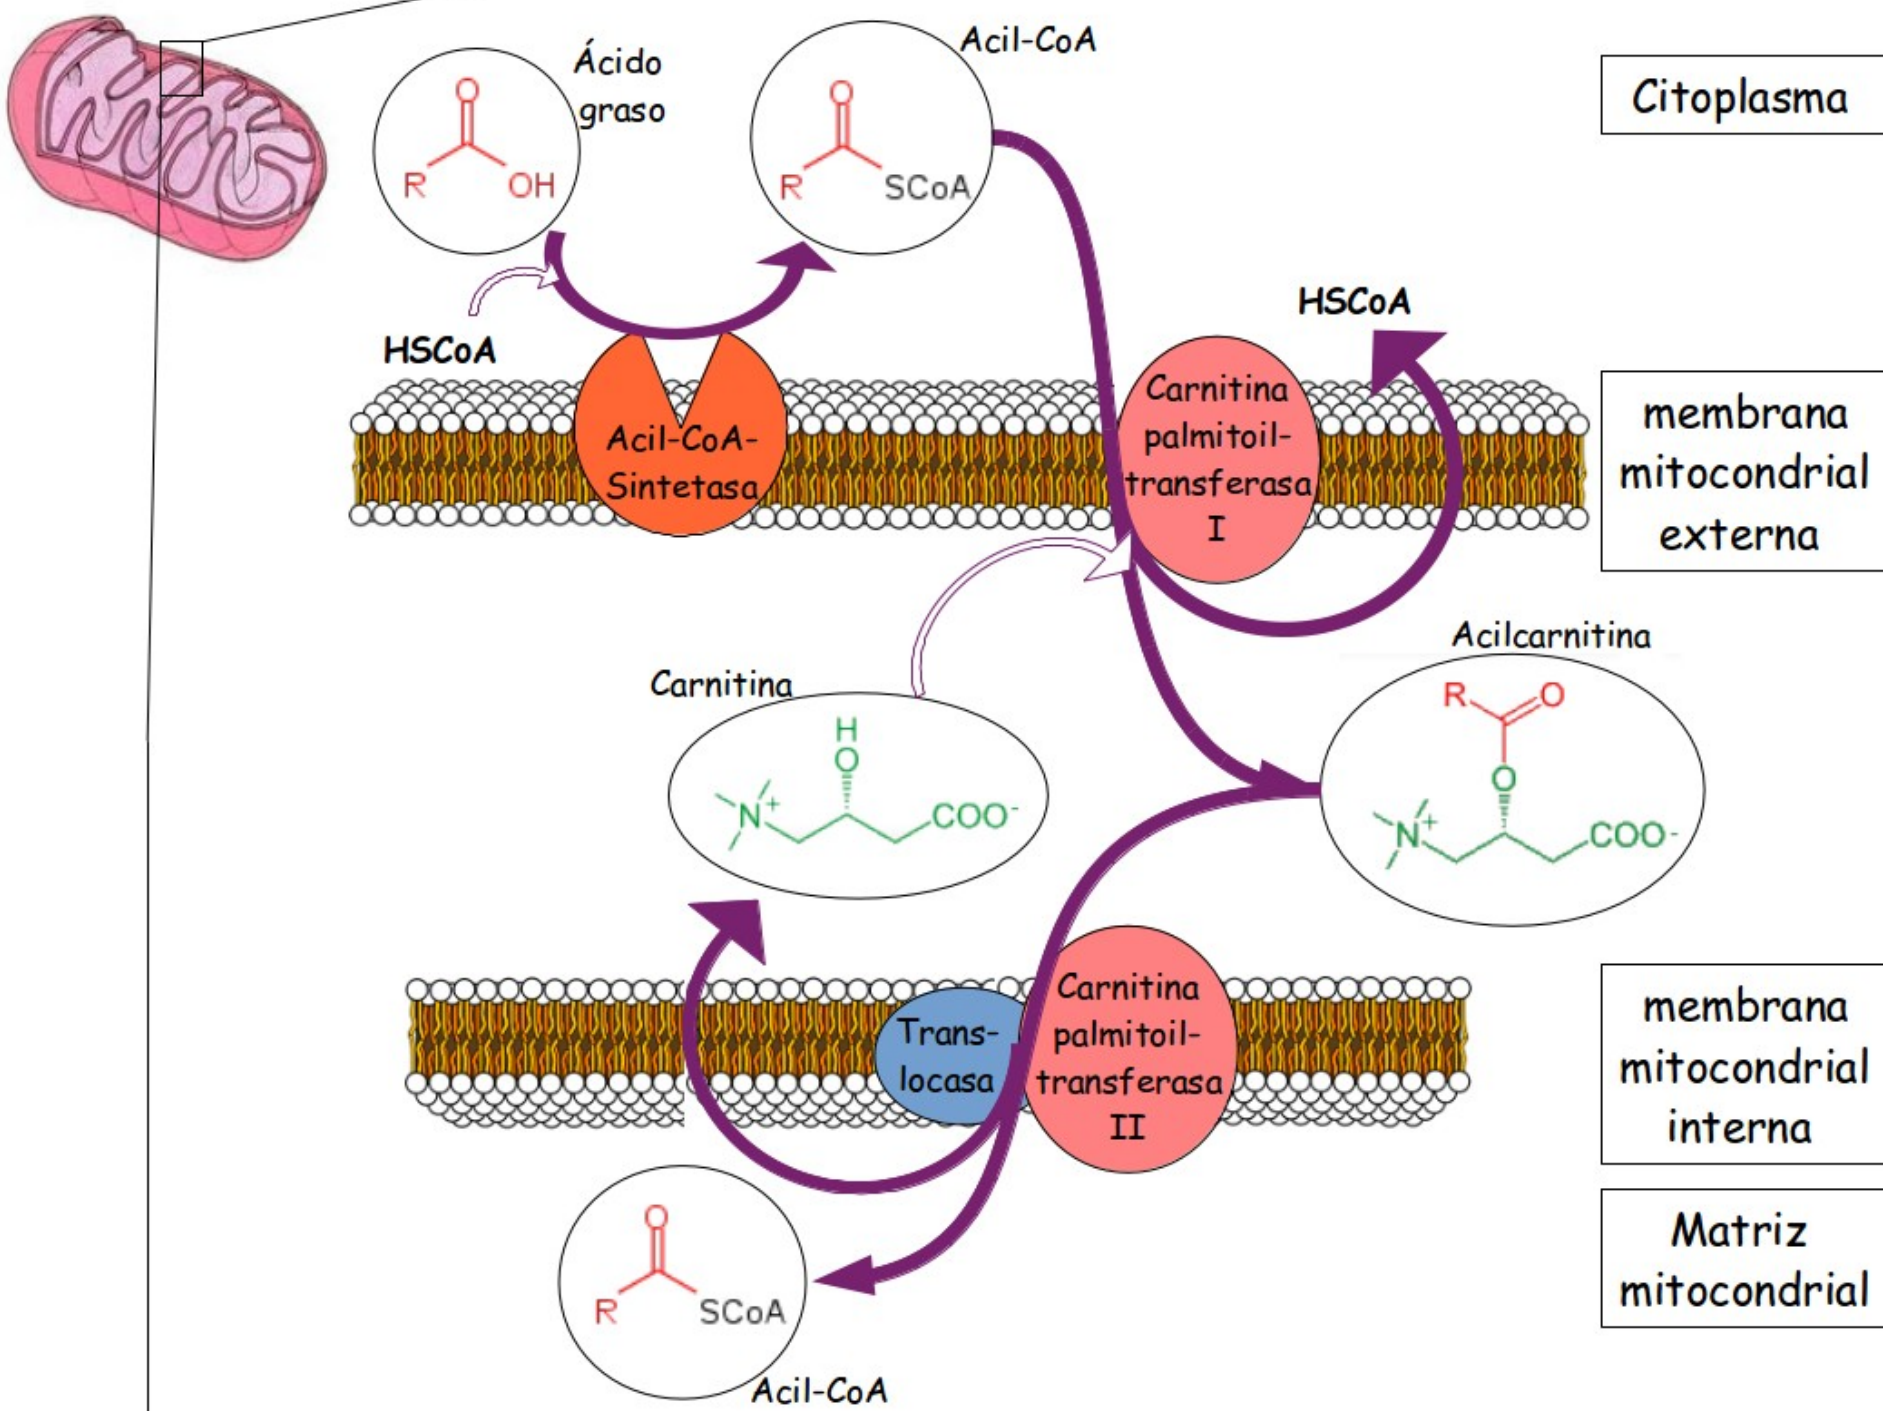 Ácido
graso
O
R
OH
Acil-CoA
O
R
SCoA
Citoplasma
HSCoA
HSCoA
Acil-CoA-
Sintetasa
Carnitina
palmitoil-
transferasa
I
membrana
mitocondrial
externa
Carnitina
H
O
N+
COO-
Acilcarnitina
R
O
O
N+
COO-
Trans-
locasa
Carnitina
palmitoil-
transferasa
II
membrana
mitocondrial
interna
O
R
SCoA
Acil-CoA
Matriz
mitocondrial